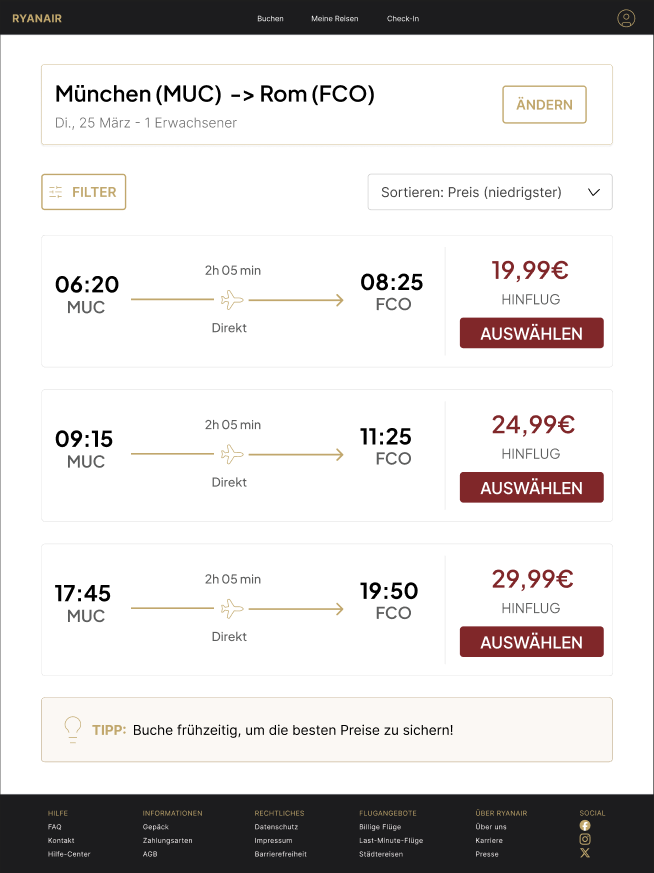 RYANAIR
Buchen Meine Reisen Check-In
München (MUC) -> Rom (FCO)
Di., 25 März - 1 Erwachsener
ÄNDERN
FILTER
Sortieren: Preis (niedrigster)
2h 05 min
06:20 08:25
MUC FCO
Direkt
19,99€
HINFLUG
AUSWÄHLEN
2h 05 min
09:15 11:25
MUC FCO
Direkt
24,99€
HINFLUG
AUSWÄHLEN
2h 05 min
17:45 19:50
MUC FCO
Direkt
29,99€
HINFLUG
AUSWÄHLEN
TIPP: Buche frühzeitig, um die besten Preise zu sichern!
HILFE
FAQ
Kontakt
Hilfe-Center
INFORMATIONEN
Gepäck
Zahlungsarten
AGB
RECHTLICHES
Datenschutz
Impressum
Barrierefreiheit
FLUGANGEBOTE
Billige Flüge
Last-Minute-Flüge
Städtereisen
ÜBER RYANAIR
Über uns
Karriere
Presse
SOCIAL